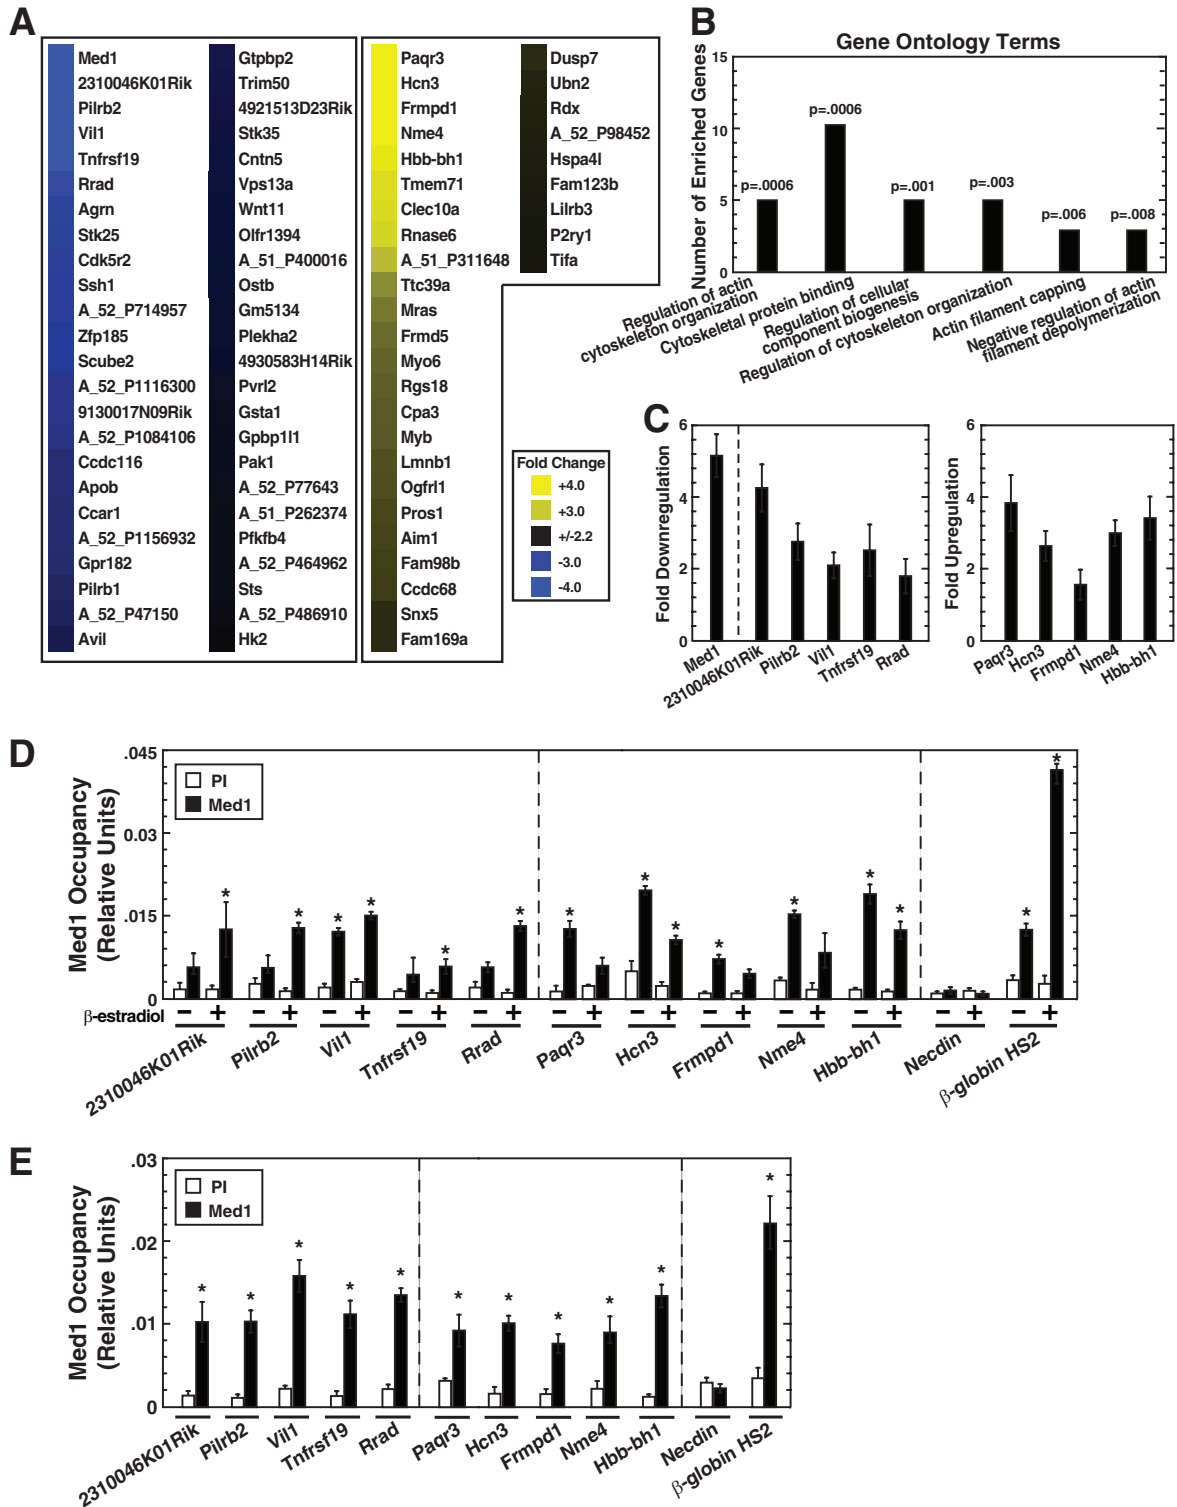 A
Med1
2310046K01Rik
Pilrb2
Vil1
Tnfrsf19
Rrad
Agrn
Stk25
Cdk5r2
Ssh1
A_52_P714957
Zfp185
Scube2
A_52_P1116300
9130017N09Rik
A_52_P1084106
Ccdc116
Apob
Ccar1
A_52_P1156932
Gpr182
Pilrb1
A_52_P47150
Avil
Gtpbp2
Trim50
4921513D23Rik
Stk35
Cntn5
Vps13a
Wnt11
Olfr1394
A_51_P400016
Ostb
Gm5134
Plekha2
4930583H14Rik
Pvrl2
Gsta1
Gpbp1l1
Pak1
A_52_P77643
A_51_P262374
Pfkfb4
A_52_P464962
Sts
A_52_P486910
Hk2
Paqr3
Hcn3
Frmpd1
Nme4
Hbb-bh1
Tmem71
Clec10a
Rnase6
A_51_P311648
Ttc39a
Mras
Frmd5
Myo6
Rgs18
Cpa3
Myb
Lmnb1
Ogfrl1
Pros1
Aim1
Fam98b
Ccdc68
Snx5
Fam169a
Dusp7
Ubn2
Rdx
A_52_P98452
Hspa4l
Fam123b
Lilrb3
P2ry1
Tifa
Fold Change
+4.0
+3.0
+/-2.2
-3.0
-4.0
B
Gene Ontology Terms
Number of Enriched Genes
15
10
5
0
p=.0006
p=.0006
p=.001
p=.003
p=.006
p=.008
Regulation of actin
cytoskeleton organization
Cytoskeletal protein binding
Regulation of cellular
component biogenesis
Regulation of cytoskeleton organization
Actin filament capping
Negative regulation of actin
filament depolymerization
C
Fold Downregulation
6
4
2
0
Med1
2310046K01Rik
Pilrb2
Vil1
Tnfrsf19
Rrad
Fold Upregulation
6
4
2
0
Paqr3
Hcn3
Frmpd1
Nme4
Hbb-bh1
D
Med1 Occupancy
(Relative Units)
.045
0.03
.015
0
PI
Med1
* * * * * * * * * * * * * * *
β-estradiol
− + − + − + − + − + − + − + − + − + − + − + − +
2310046K01Rik
Pilrb2
Vil1
Tnfrsf19
Rrad
Paqr3
Hcn3
Frmpd1
Nme4
Hbb-bh1
Necdin
β-globin HS2
E
Med1 Occupancy
(Relative Units)
.03
.02
.01
0
PI
Med1
* * * * * * * * * * *
2310046K01Rik
Pilrb2
Vil1
Tnfrsf19
Rrad
Paqr3
Hcn3
Frmpd1
Nme4
Hbb-bh1
Necdin
β-globin HS2